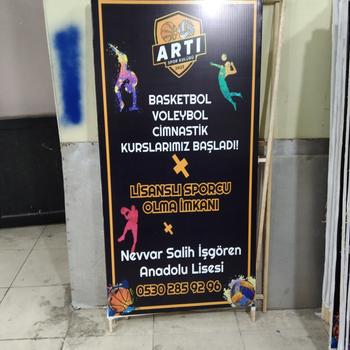 ARTI
SPOR KULÜBÜ
BASKETBOL
VOLEYBOL
CİMNASTİK
KURSLARIMIZ BAŞLADI!
LİSANSLI SPORCU
OLMA İMKANI
Nevvar Salih İşgören
Anadolu Lisesi
0530 285 92 96